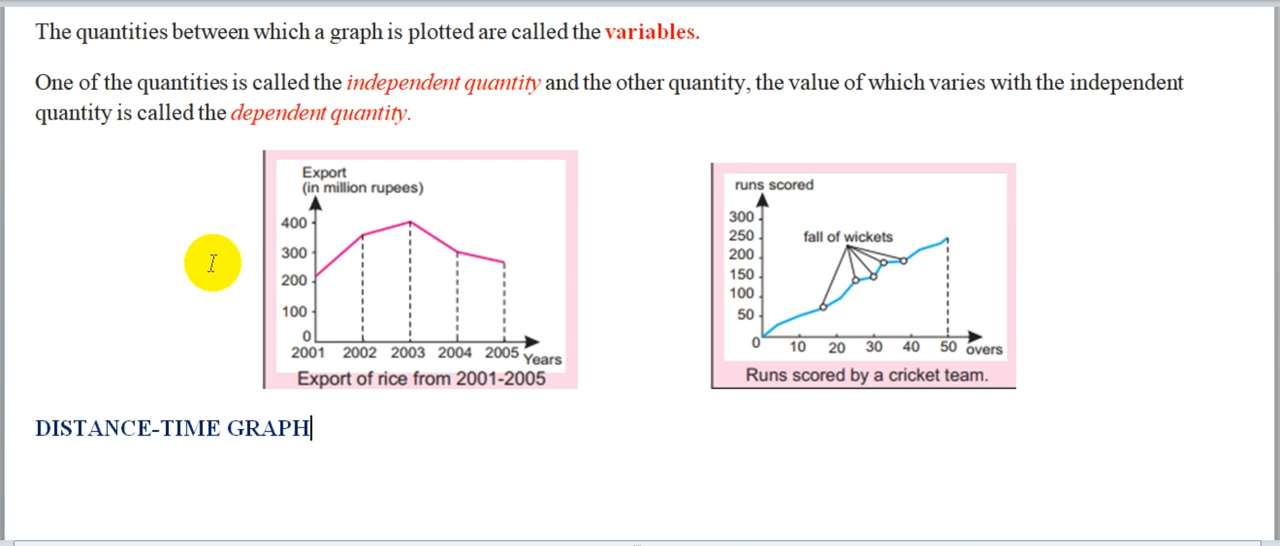 The quantities between which a graph is plotted are called the variables.
One of the quantities is called the independent quantity and the other quantity, the value of which varies with the independent
quantity is called the dependent quantity.
Export
(in million rupees)
400
300
200
100
0
2001 2002 2003 2004 2005 Years
Export of rice from 2001-2005
runs scored
300
250
fall of wickets
200
150
100
50
0 10 20 30 40 50 overs
Runs scored by a cricket team.
DISTANCE-TIME GRAPH